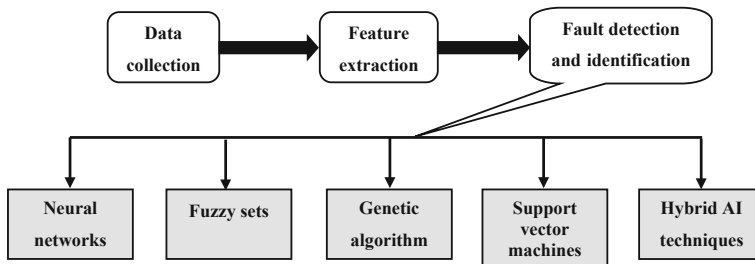 Data
collection
Feature
extraction
Fault detection
and identification
Neural
networks
Fuzzy sets
Genetic
algorithm
Support
vector
machines
Hybrid AI
techniques